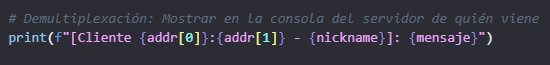 # Demultiplexación: Mostrar en la consola del servidor de quién viene
print(f"[Cliente {addr[0]}:{addr[1]} - {nickname}]: {mensaje}")